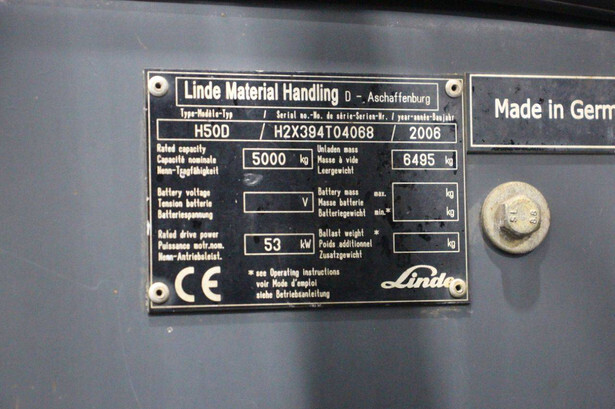 Linde Material Handling D - Aschaffenburg
Type-Modèle-Typ / Serial no.-No. de série-Serien-Nr. / year-année-Baujahr
H50D / H2X394T04068 / 2006
Rated capacity
Capacité nominale 5000 kg
Nenn-Tragfähigkeit
Unladen mass
Masse à vide 6495 kg
Leergewicht
Battery voltage
Tension batterie V
Batteriespannung
Battery mass max. kg
Masse batterie
Batteriegewicht min.* kg
Rated drive power
Puissance motr.nom. 53 kW
Nenn-Antriebsleist.
Ballast weight *
Poids additionnel kg
Zusatzgewicht
CE
* see Operating instructions
voir Mode d'emploi
siehe Betriebsanleitung
Linde
Made in Germ